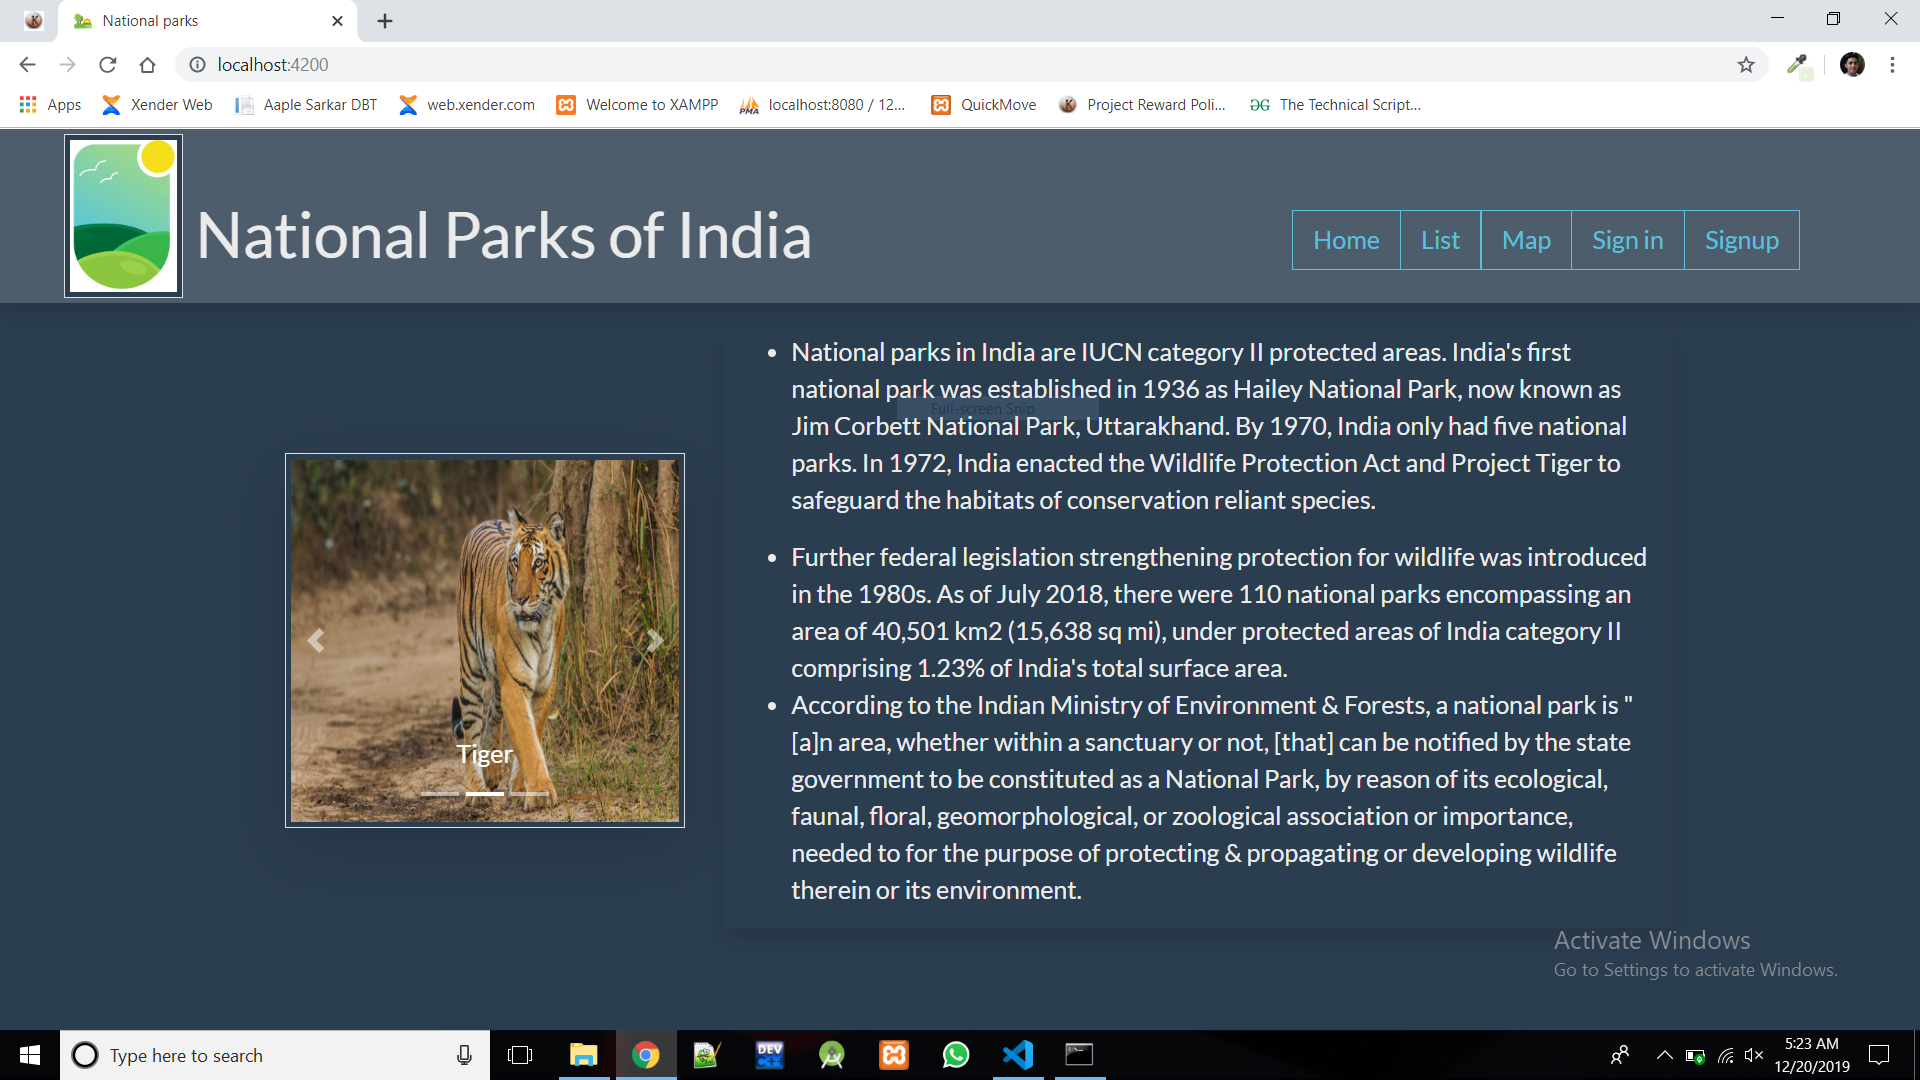 National parks
localhost:4200
Apps Xender Web Aaple Sarkar DBT web.xender.com Welcome to XAMPP PMA localhost:8080 / 12... QuickMove Project Reward Poli... The Technical Script...
National Parks of India
Home List Map Sign in Signup
• National parks in India are IUCN category II protected areas. India's first
national park was established in 1936 as Hailey National Park, now known as
Full-screen Snip
Jim Corbett National Park, Uttarakhand. By 1970, India only had five national
parks. In 1972, India enacted the Wildlife Protection Act and Project Tiger to
safeguard the habitats of conservation reliant species.
• Further federal legislation strengthening protection for wildlife was introduced
in the 1980s. As of July 2018, there were 110 national parks encompassing an
area of 40,501 km2 (15,638 sq mi), under protected areas of India category II
comprising 1.23% of India's total surface area.
• According to the Indian Ministry of Environment & Forests, a national park is "
[a]n area, whether within a sanctuary or not, [that] can be notified by the state
government to be constituted as a National Park, by reason of its ecological,
faunal, floral, geomorphological, or zoological association or importance,
needed to for the purpose of protecting & propagating or developing wildlife
therein or its environment.
Tiger
Activate Windows
Go to Settings to activate Windows.
Type here to search
DEV
5:23 AM
12/20/2019